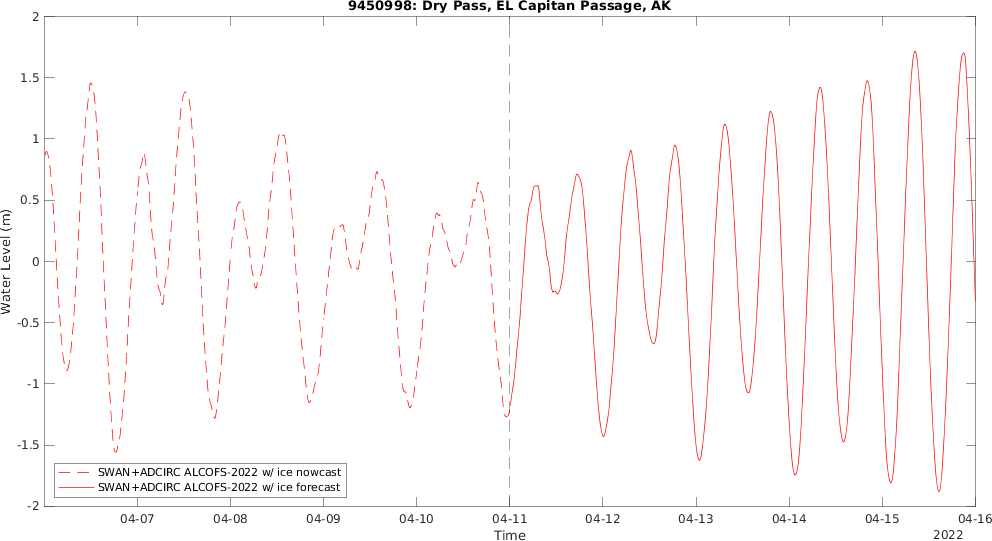 9450998: Dry Pass, EL Capitan Passage, AK
2
1.5
1
0.5
0
-0.5
-1
-1.5
-2
Water Level (m)
SWAN+ADCIRC ALCOFS-2022 w/ ice nowcast
SWAN+ADCIRC ALCOFS-2022 w/ ice forecast
04-07 04-08 04-09 04-10 04-11 04-12 04-13 04-14 04-15 04-16
Time
2022